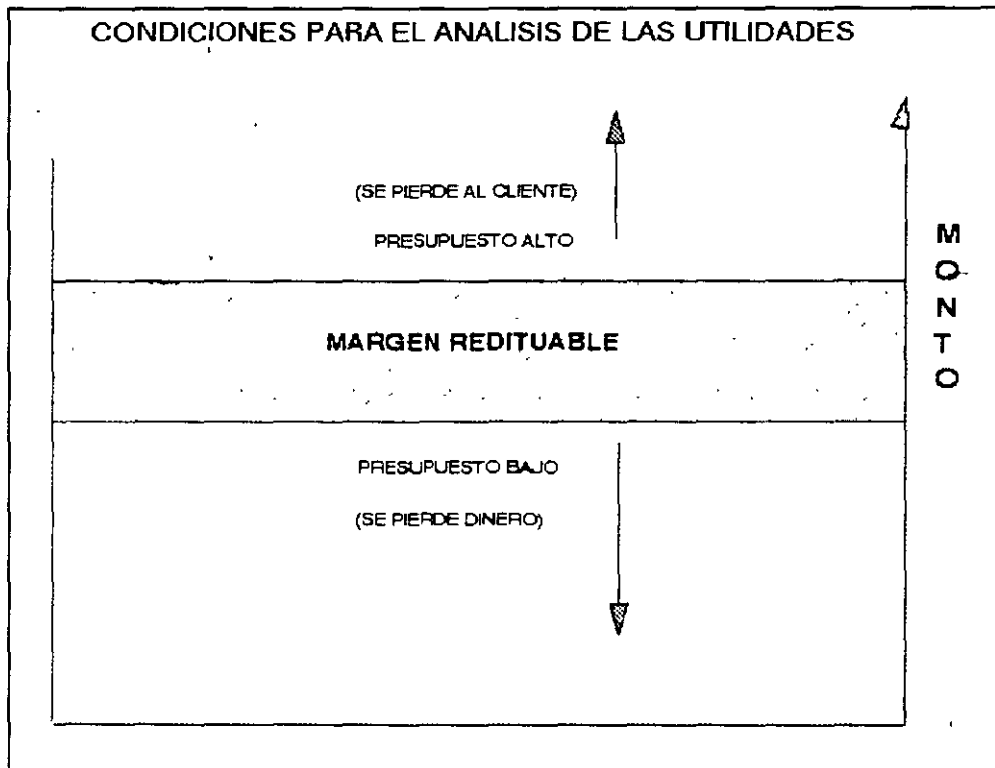 CONDICIONES PARA EL ANALISIS DE LAS UTILIDADES
(SE PIERDE AL CLIENTE)
PRESUPUESTO ALTO
MARGEN REDITUABLE
PRESUPUESTO BAJO
(SE PIERDE DINERO)
MONTO